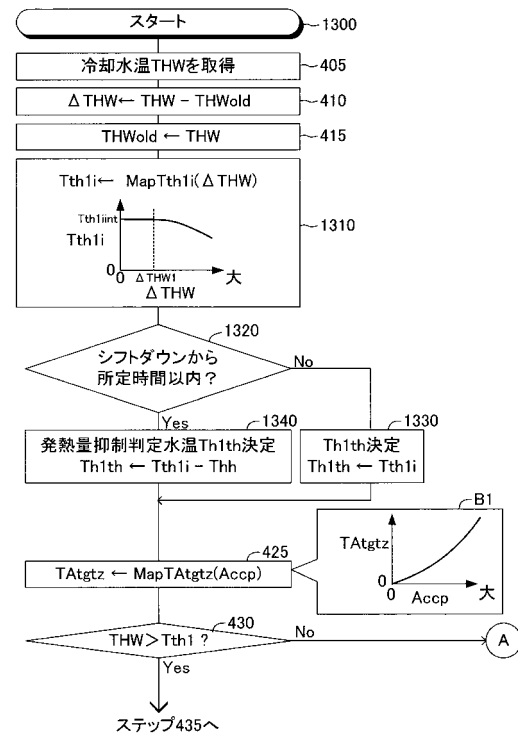 スタート
1300
冷却水温THWを取得
405
ΔTHW← THW − THWold
410
THWold ← THW
415
Tth1i← MapTth1i(ΔTHW)
Tth1iint
Tth1i
0
0
ΔTHW1
大
ΔTHW
1310
1320
シフトダウンから
所定時間以内？
No
Yes
1340
発熱量抑制判定水温Th1th決定
Th1th ← Tth1i − Thh
1330
Th1th決定
Th1th ← Tth1i
B1
TAtgtz
0
0
Accp
大
425
TAtgtz ← MapTAtgtz(Accp)
430
THW＞Tth1？
No
A
Yes
ステップ435へ